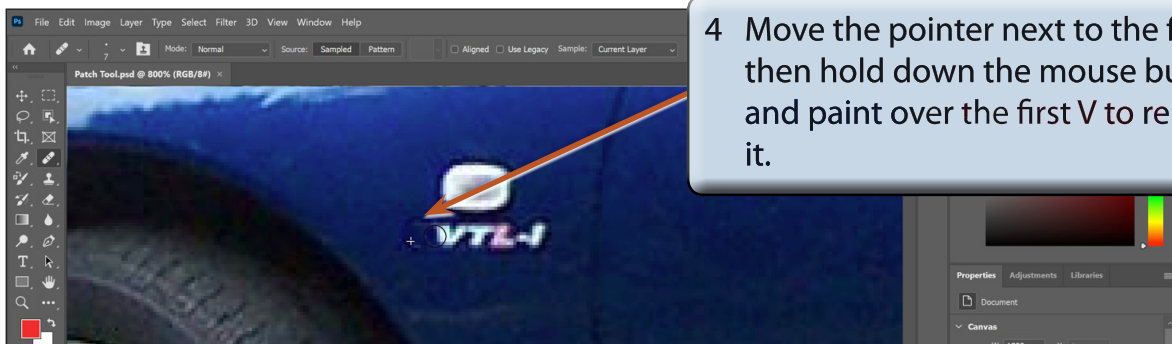 Ps File Edit Image Layer Type Select Filter 3D View Window Help
7 Mode: Normal Source: Sampled Pattern Aligned Use Legacy Sample: Current Layer
Patch Tool.psd @ 800% (RGB/8#) ×
4 Move the pointer next to the
then hold down the mouse
and paint over the first V to
it.
VTL-I
Properties Adjustments Libraries
Document
Canvas